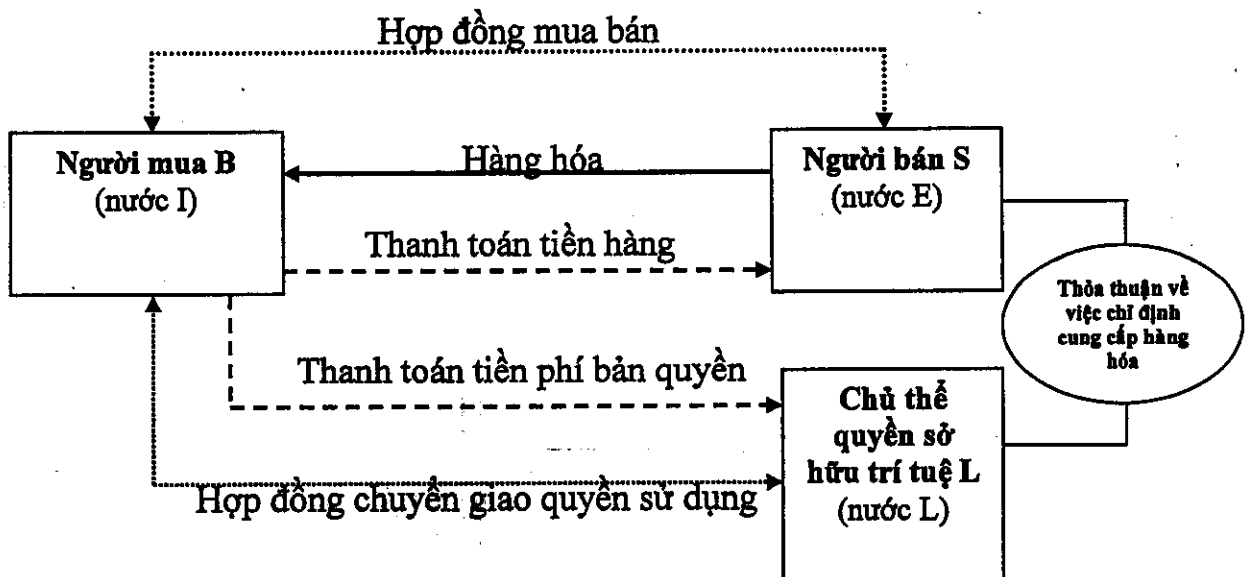 Hợp đồng mua bán
Người mua B
(nước I)
Hàng hóa
Người bán S
(nước E)
Thanh toán tiền hàng
Thỏa thuận về
việc chỉ định
cung cấp hàng
hóa
Thanh toán tiền phí bản quyền
Chủ thể
quyền sở
hữu trí tuệ L
(nước L)
Hợp đồng chuyển giao quyền sử dụng